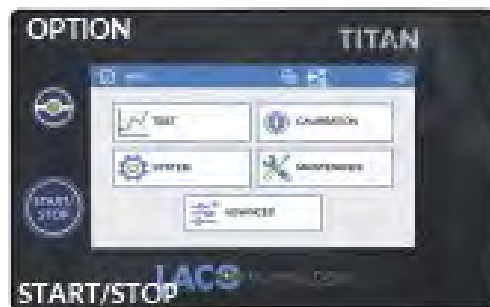 OPTION
TITAN
TEST
CALIBRATION
SYSTEM
MAINTENANCE
ADVANCED
START/
STOP
LACO
START/STOP